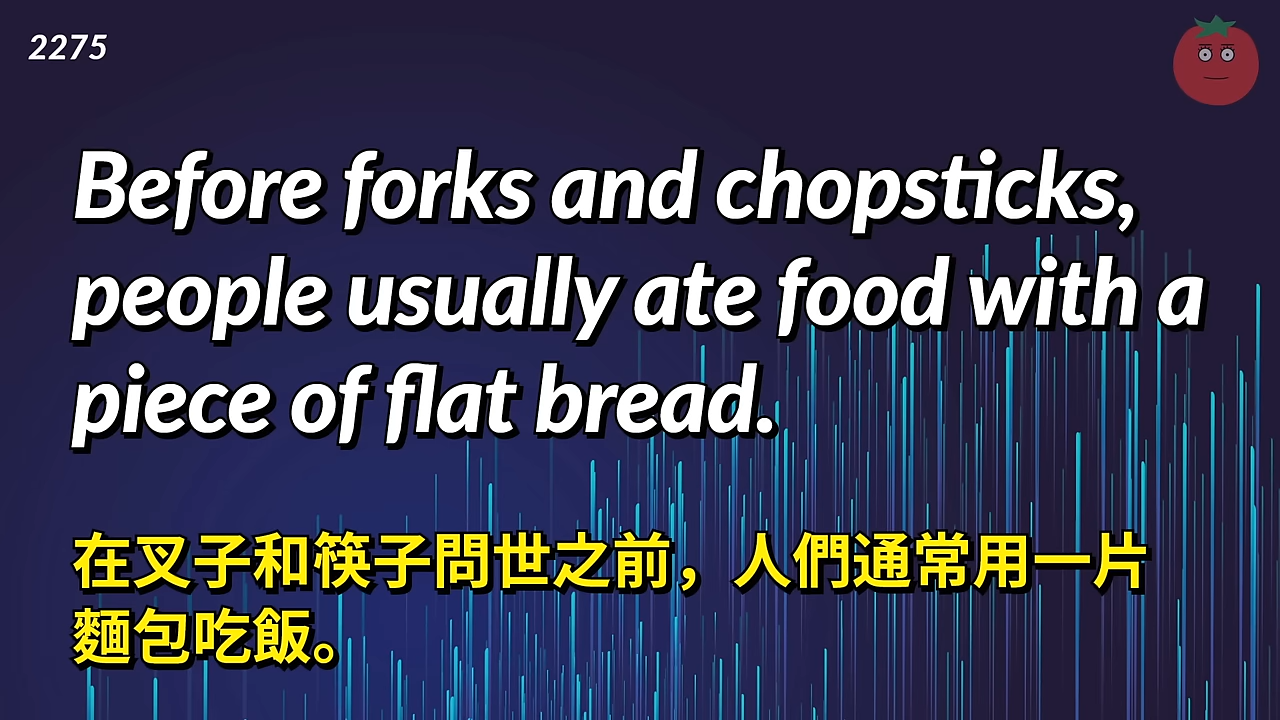 2275
Before forks and chopsticks,
people usually ate food with a
piece of flat bread.
在叉子和筷子問世之前，人們通常用一片
麵包吃飯。